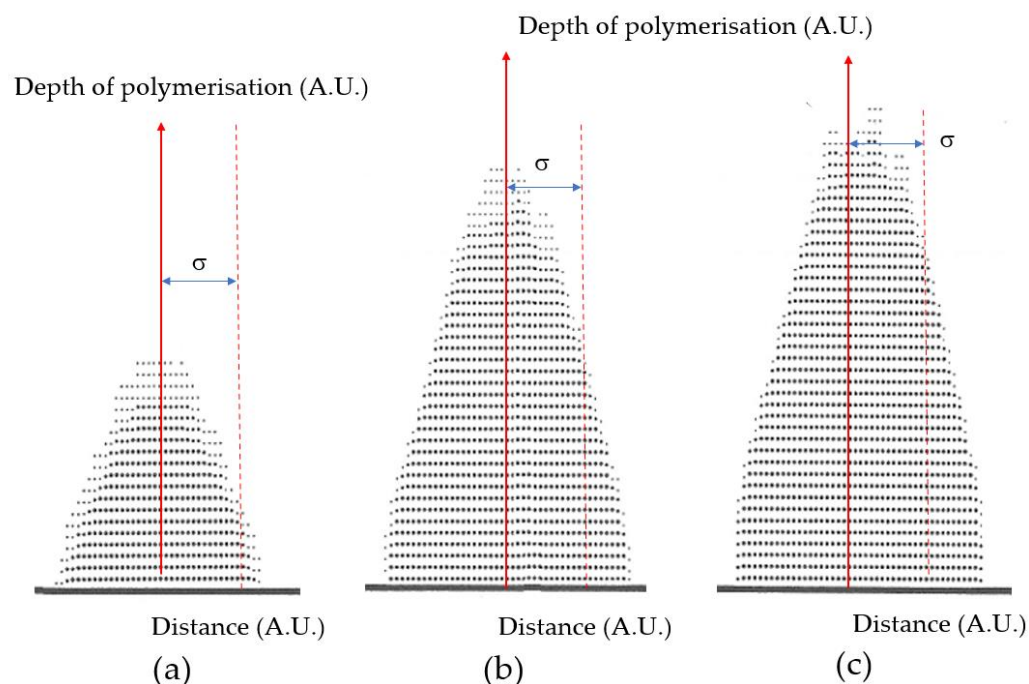 Depth of polymerisation (A.U.)
Depth of polymerisation (A.U.)
σ
σ
σ
Distance (A.U.)
Distance (A.U.)
Distance (A.U.)
(a)
(b)
(c)